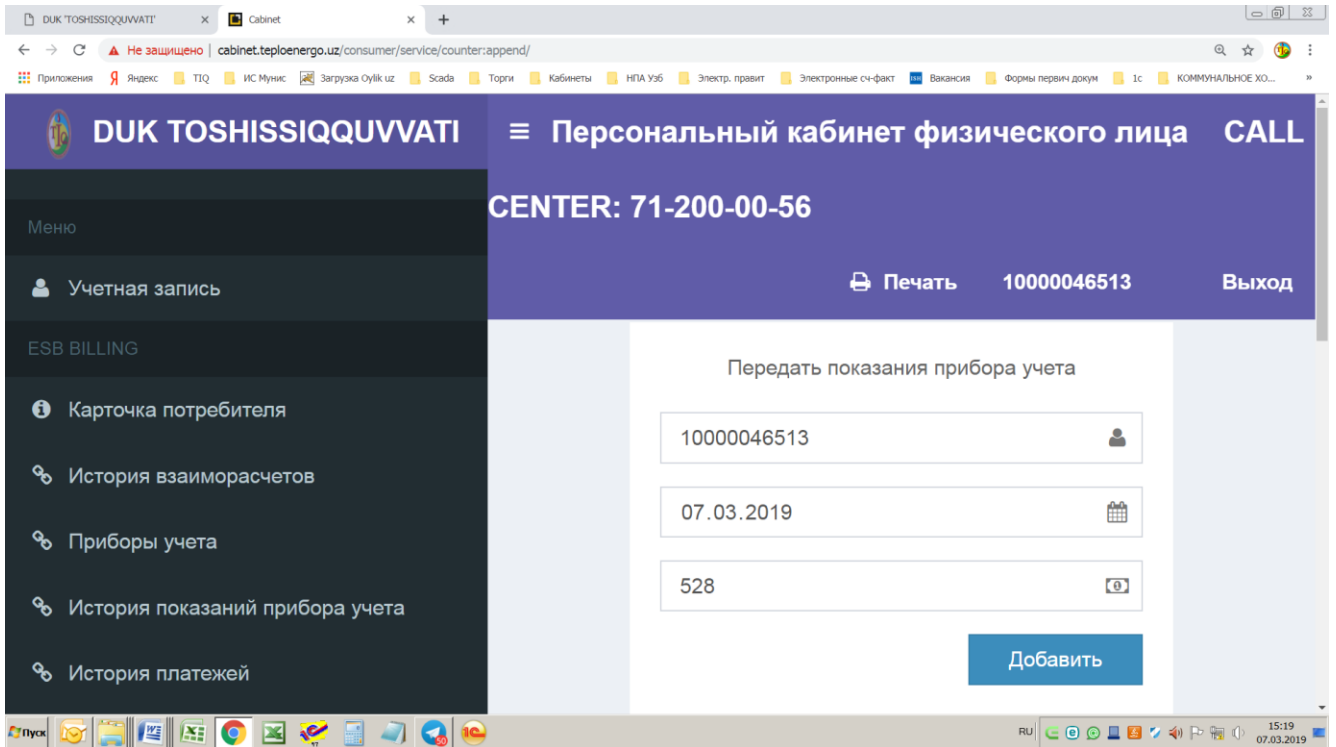 DUK 'TOSHISSIQQUVVATI'
Cabinet
Не защищено | cabinet.teploenergo.uz/consumer/service/counter:append/
Приложения Яндекс TIQ ИС Мунис Загрузка Oylik uz Scada Торги Кабинеты НПА Узб Электр. правит Электронные сч-факт Вакансия Формы первич докум 1с КОММУНАЛЬНОЕ ХО... »
DUK TOSHISSIQQUVVATI
Персональный кабинет физического лица CALL
CENTER: 71-200-00-56
Печать 10000046513 Выход
Меню
Учетная запись
ESB BILLING
Карточка потребителя
История взаиморасчетов
Приборы учета
История показаний прибора учета
История платежей
Передать показания прибора учета
10000046513
07.03.2019
528
Добавить
Пуск
RU
15:19
07.03.2019